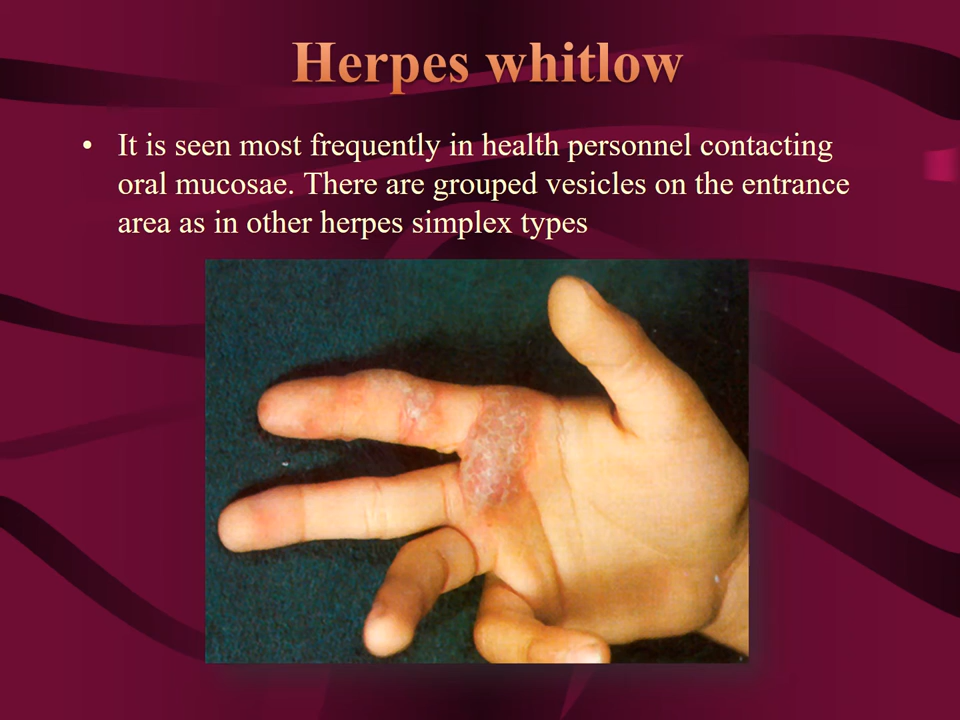 Herpes whitlow
• It is seen most frequently in health personnel contacting
oral mucosae. There are grouped vesicles on the entrance
area as in other herpes simplex types